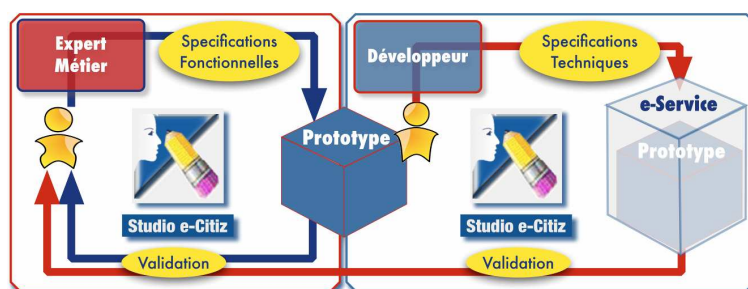 Expert
Métier
Specifications
Fonctionnelles
Prototype
Studio e-Citiz
Validation
Développeur
Specifications
Techniques
e-Service
Prototype
Studio e-Citiz
Validation